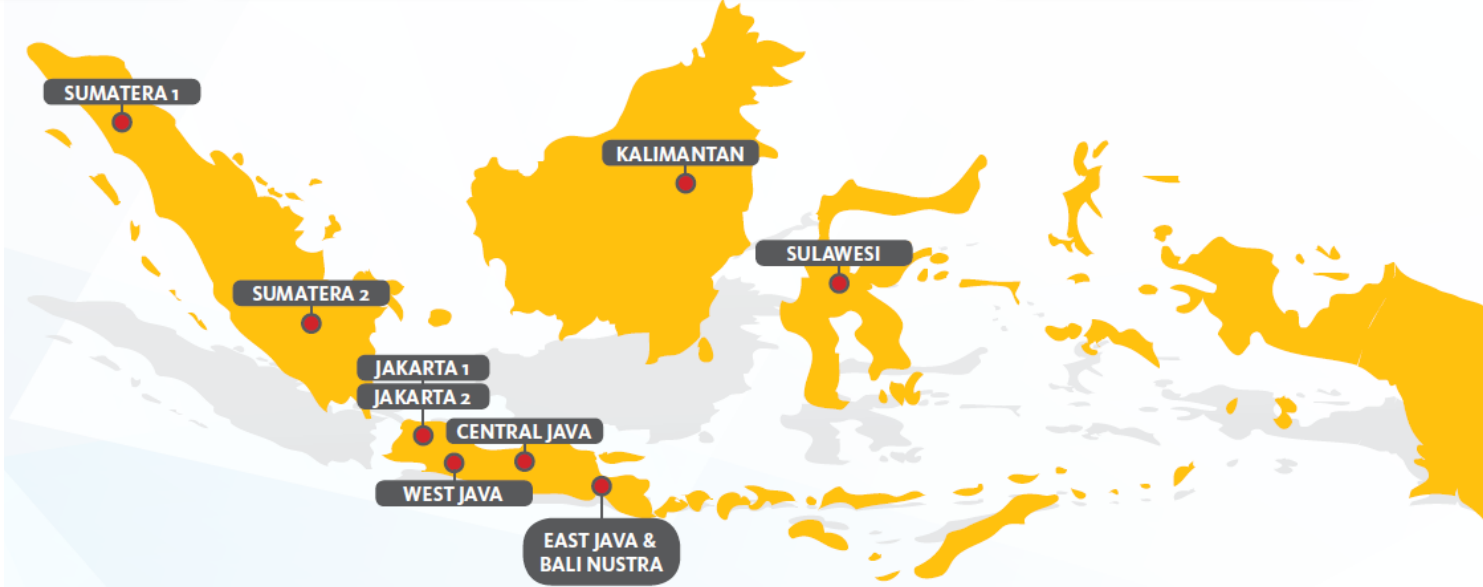 SUMATERA 1
KALIMANTAN
SULAWESI
SUMATERA 2
JAKARTA 1
JAKARTA 2
CENTRAL JAVA
WEST JAVA
EAST JAVA &
BALI NUSTRA